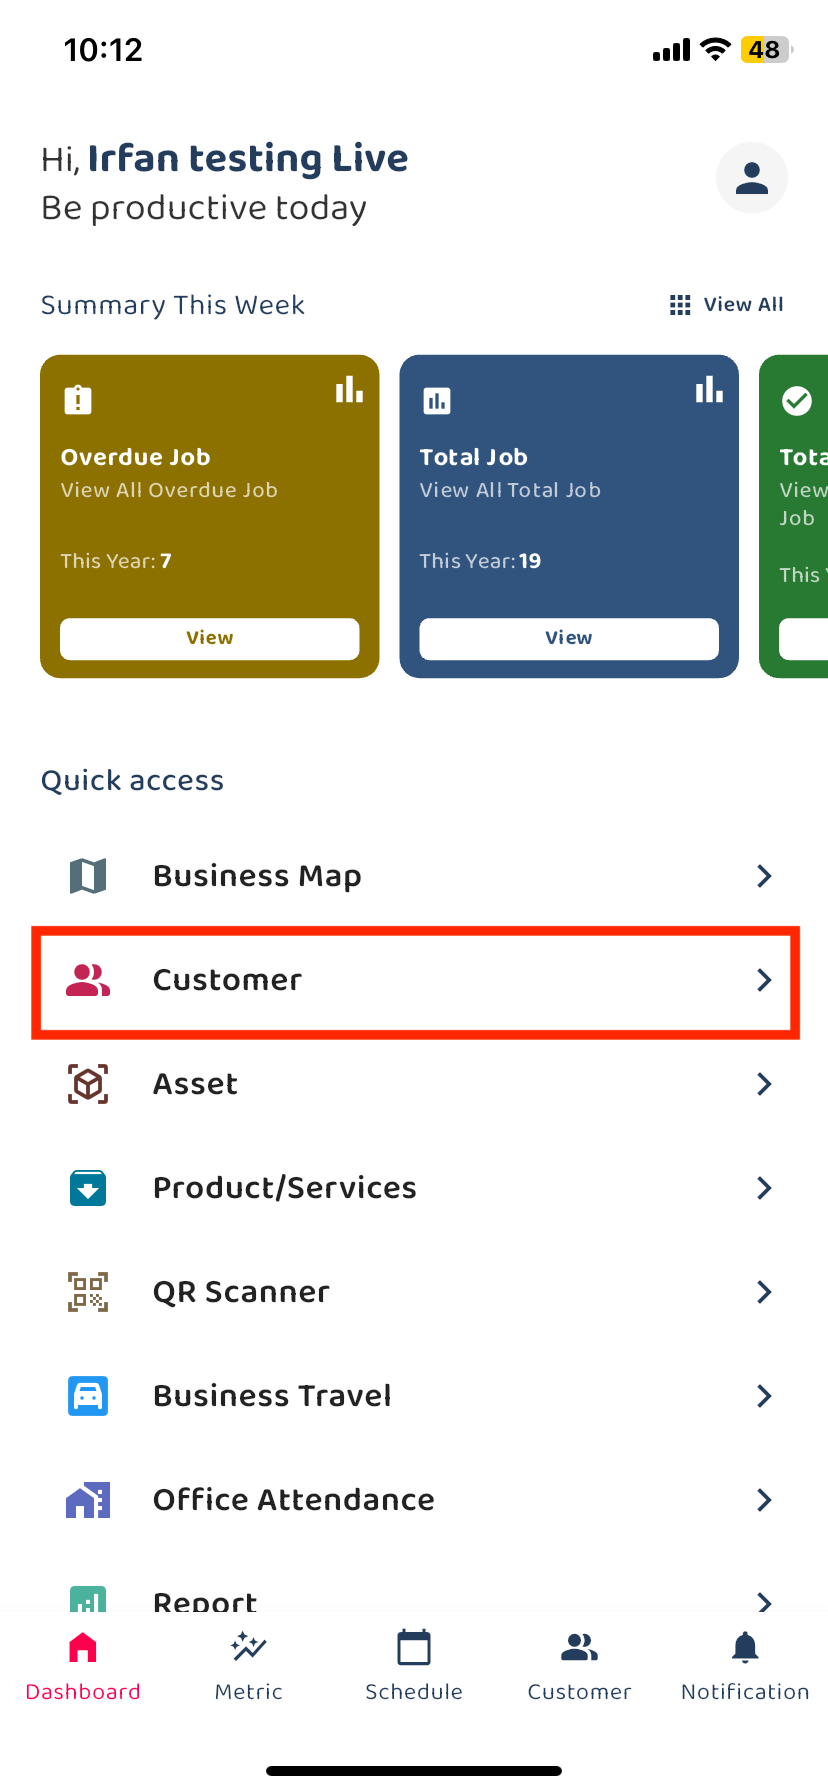 10:12
48
Hi, Irfan testing Live
Be productive today
Summary This Week
View All
Overdue Job
View All Overdue Job
This Year: 7
View
Total Job
View All Total Job
This Year: 19
View
View
Job
This
Quick access
Business Map
Customer
Asset
Product/Services
QR Scanner
Business Travel
Office Attendance
Report
Dashboard
Metric
Schedule
Customer
Notification